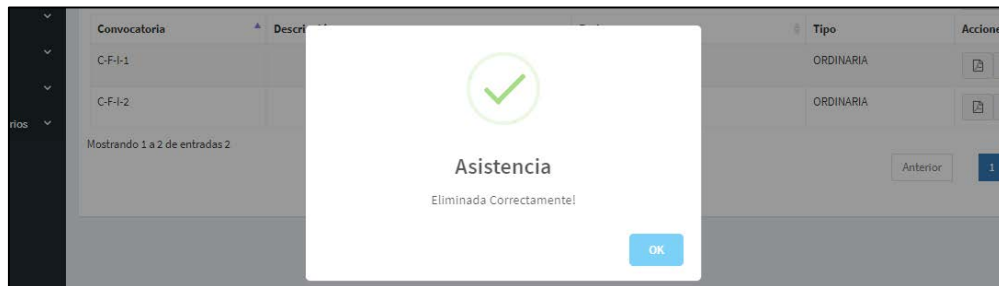 Convocatoria Descri Tipo Accione
C-F-I-1 ORDINARIA
C-F-I-2 ORDINARIA
rios
Mostrando 1 a 2 de entradas 2
Anterior 1
Asistencia
Eliminada Correctamente!
OK